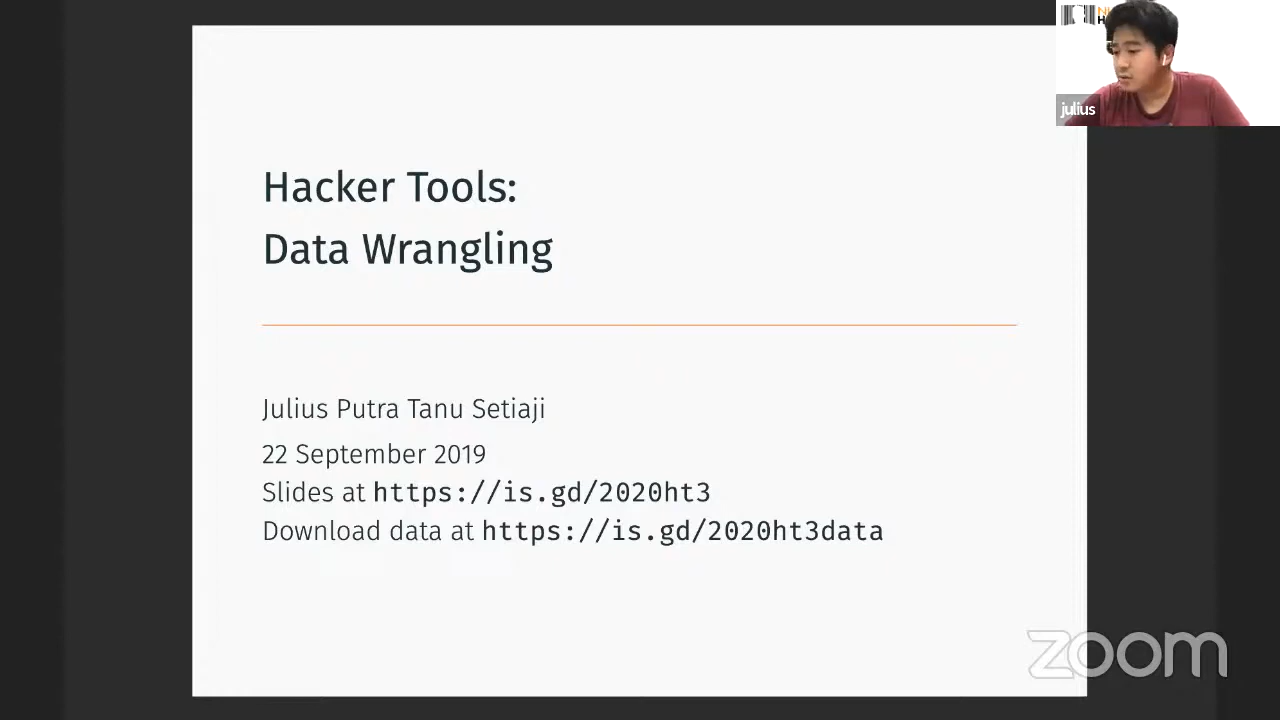 Hacker Tools:
Data Wrangling
Julius Putra Tanu Setiaji
22 September 2019
Slides at https://is.gd/2020ht3
Download data at https://is.gd/2020ht3data
julius
zoom